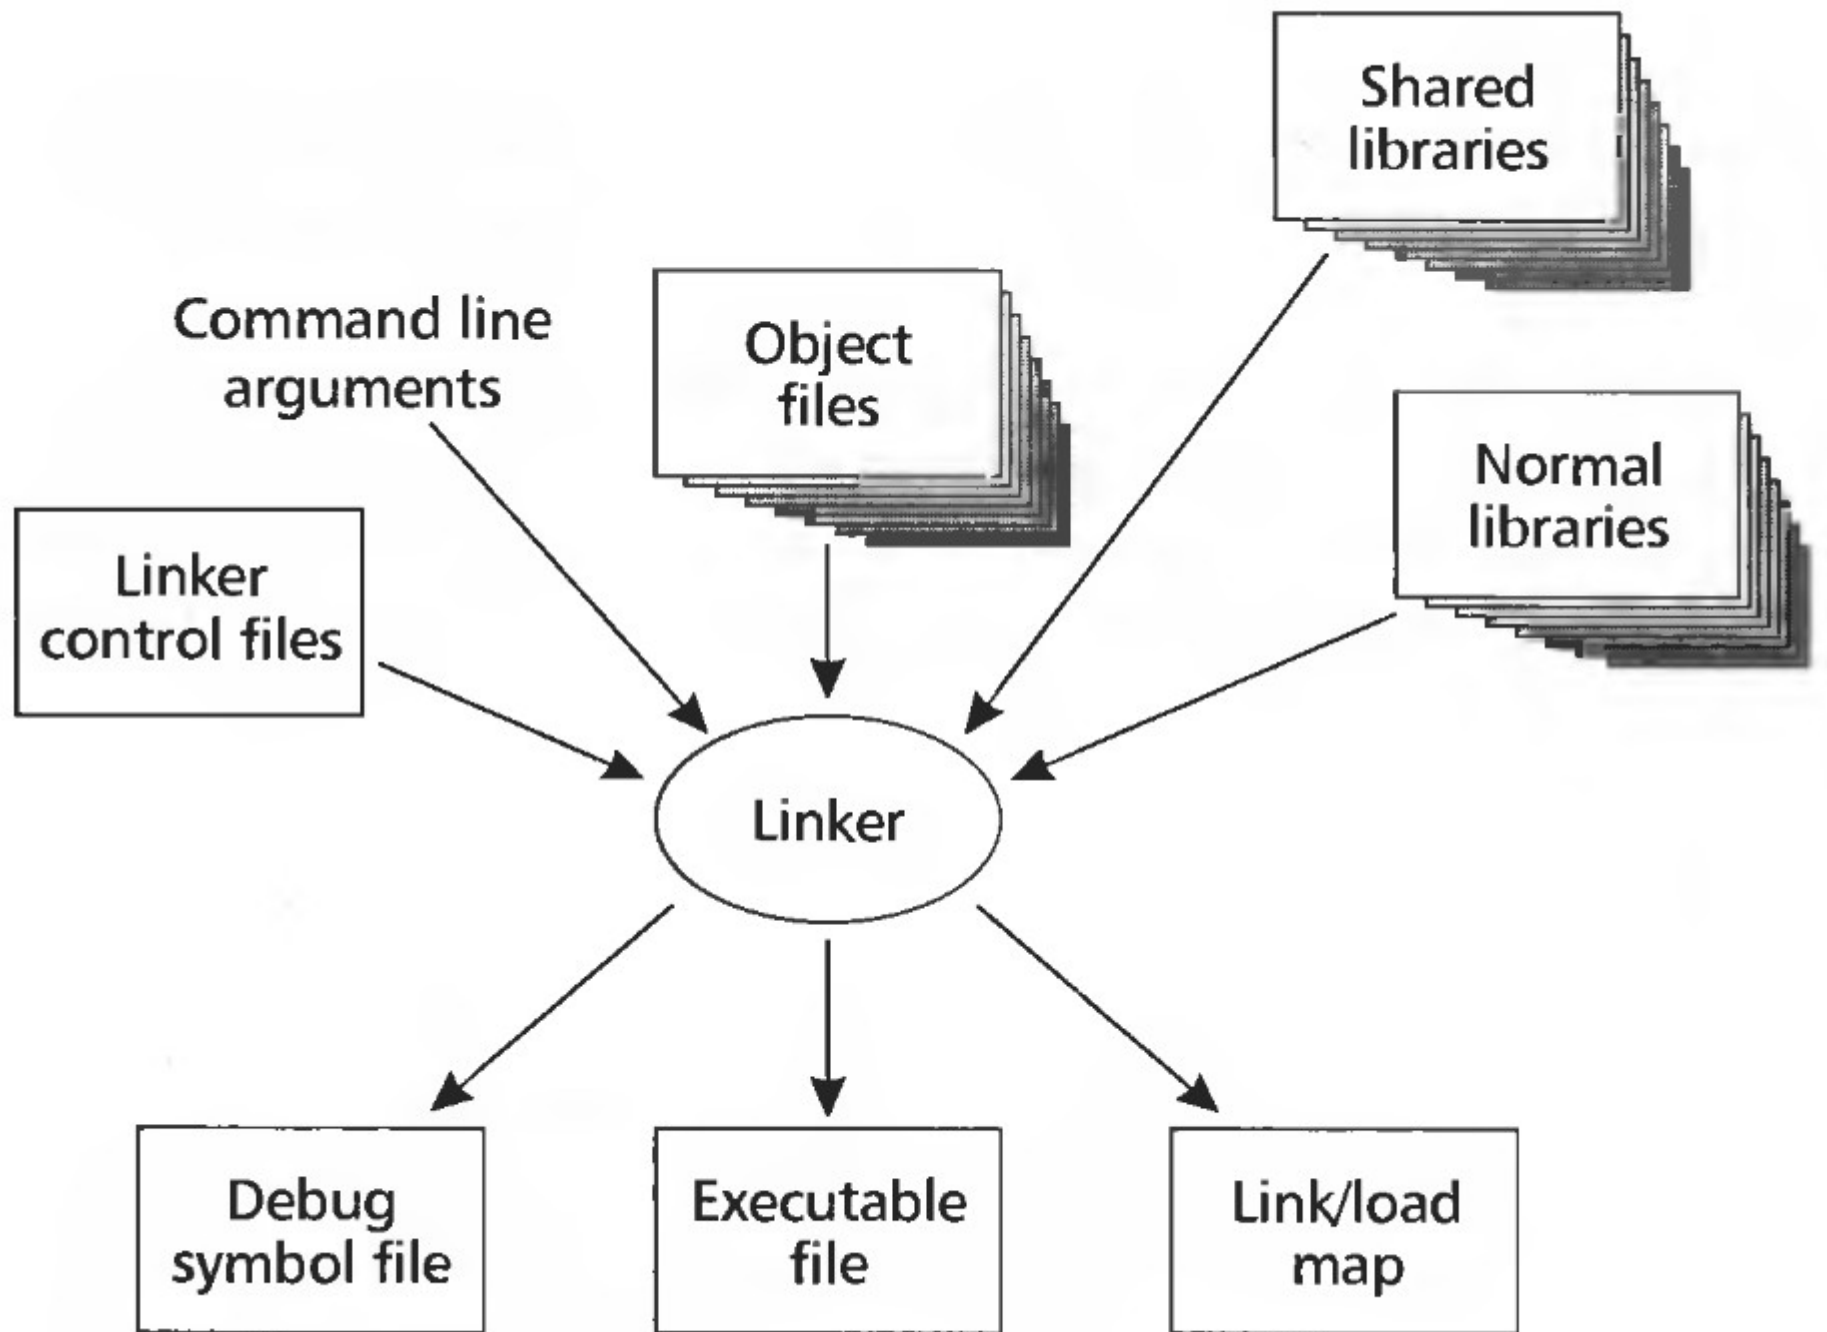 Shared
libraries
Command line
arguments
Object
files
Normal
libraries
Linker
control files
Linker
Debug
symbol file
Executable
file
Link/load
map